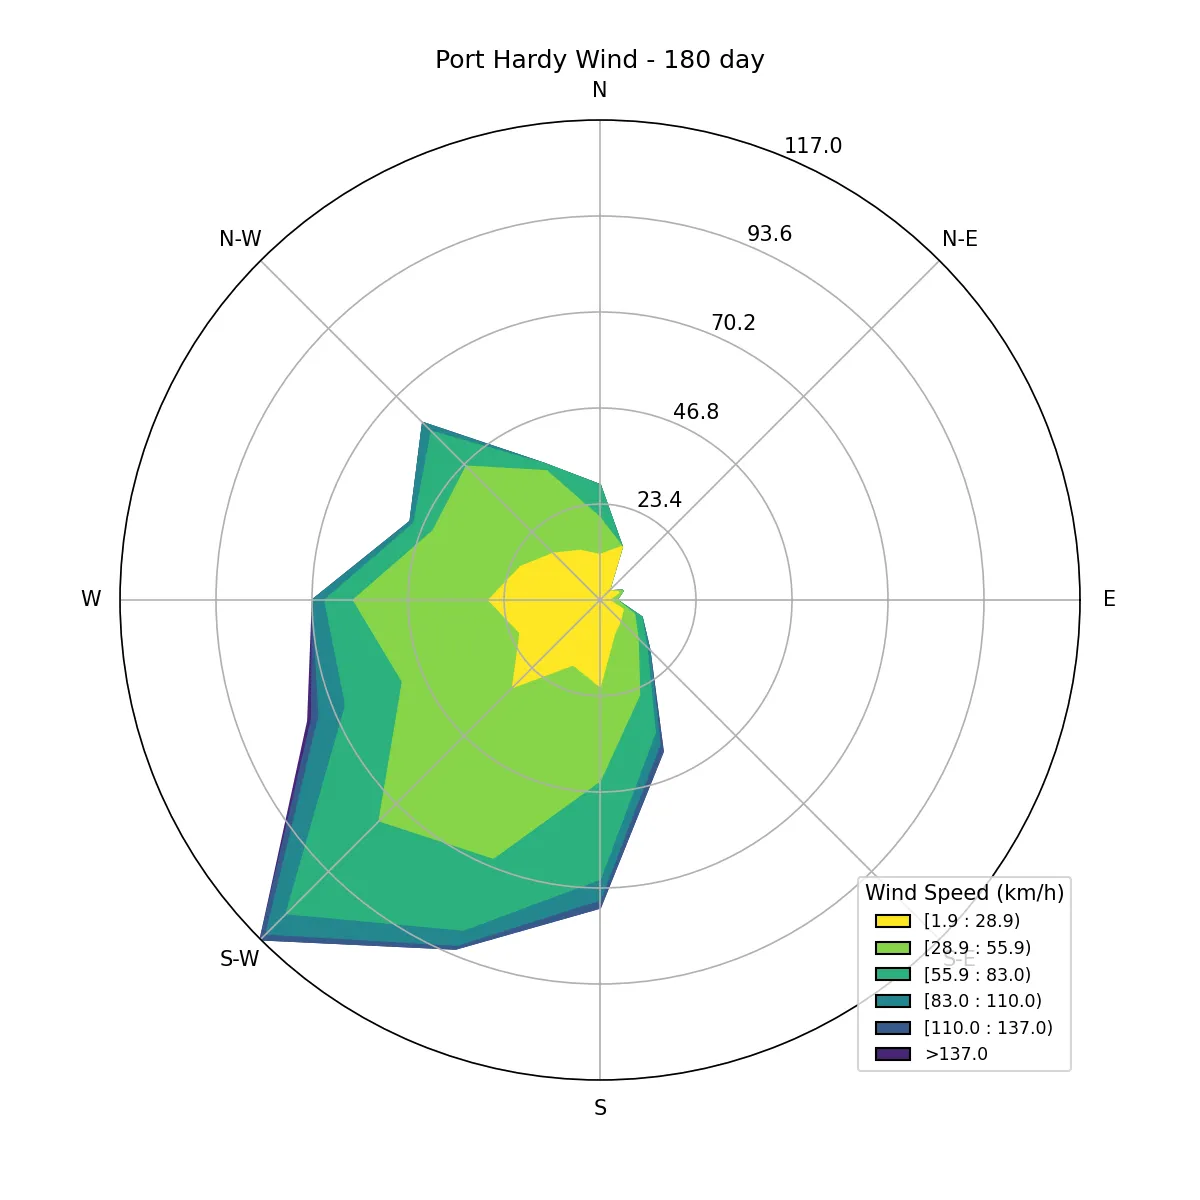 Port Hardy Wind - 180 day
N
117.0
N-W
93.6
N-E
70.2
46.8
23.4
W
E
S-W
S-E
S
Wind Speed (km/h)
[1.9 : 28.9)
[28.9 : 55.9)
[55.9 : 83.0)
[83.0 : 110.0)
[110.0 : 137.0)
>137.0